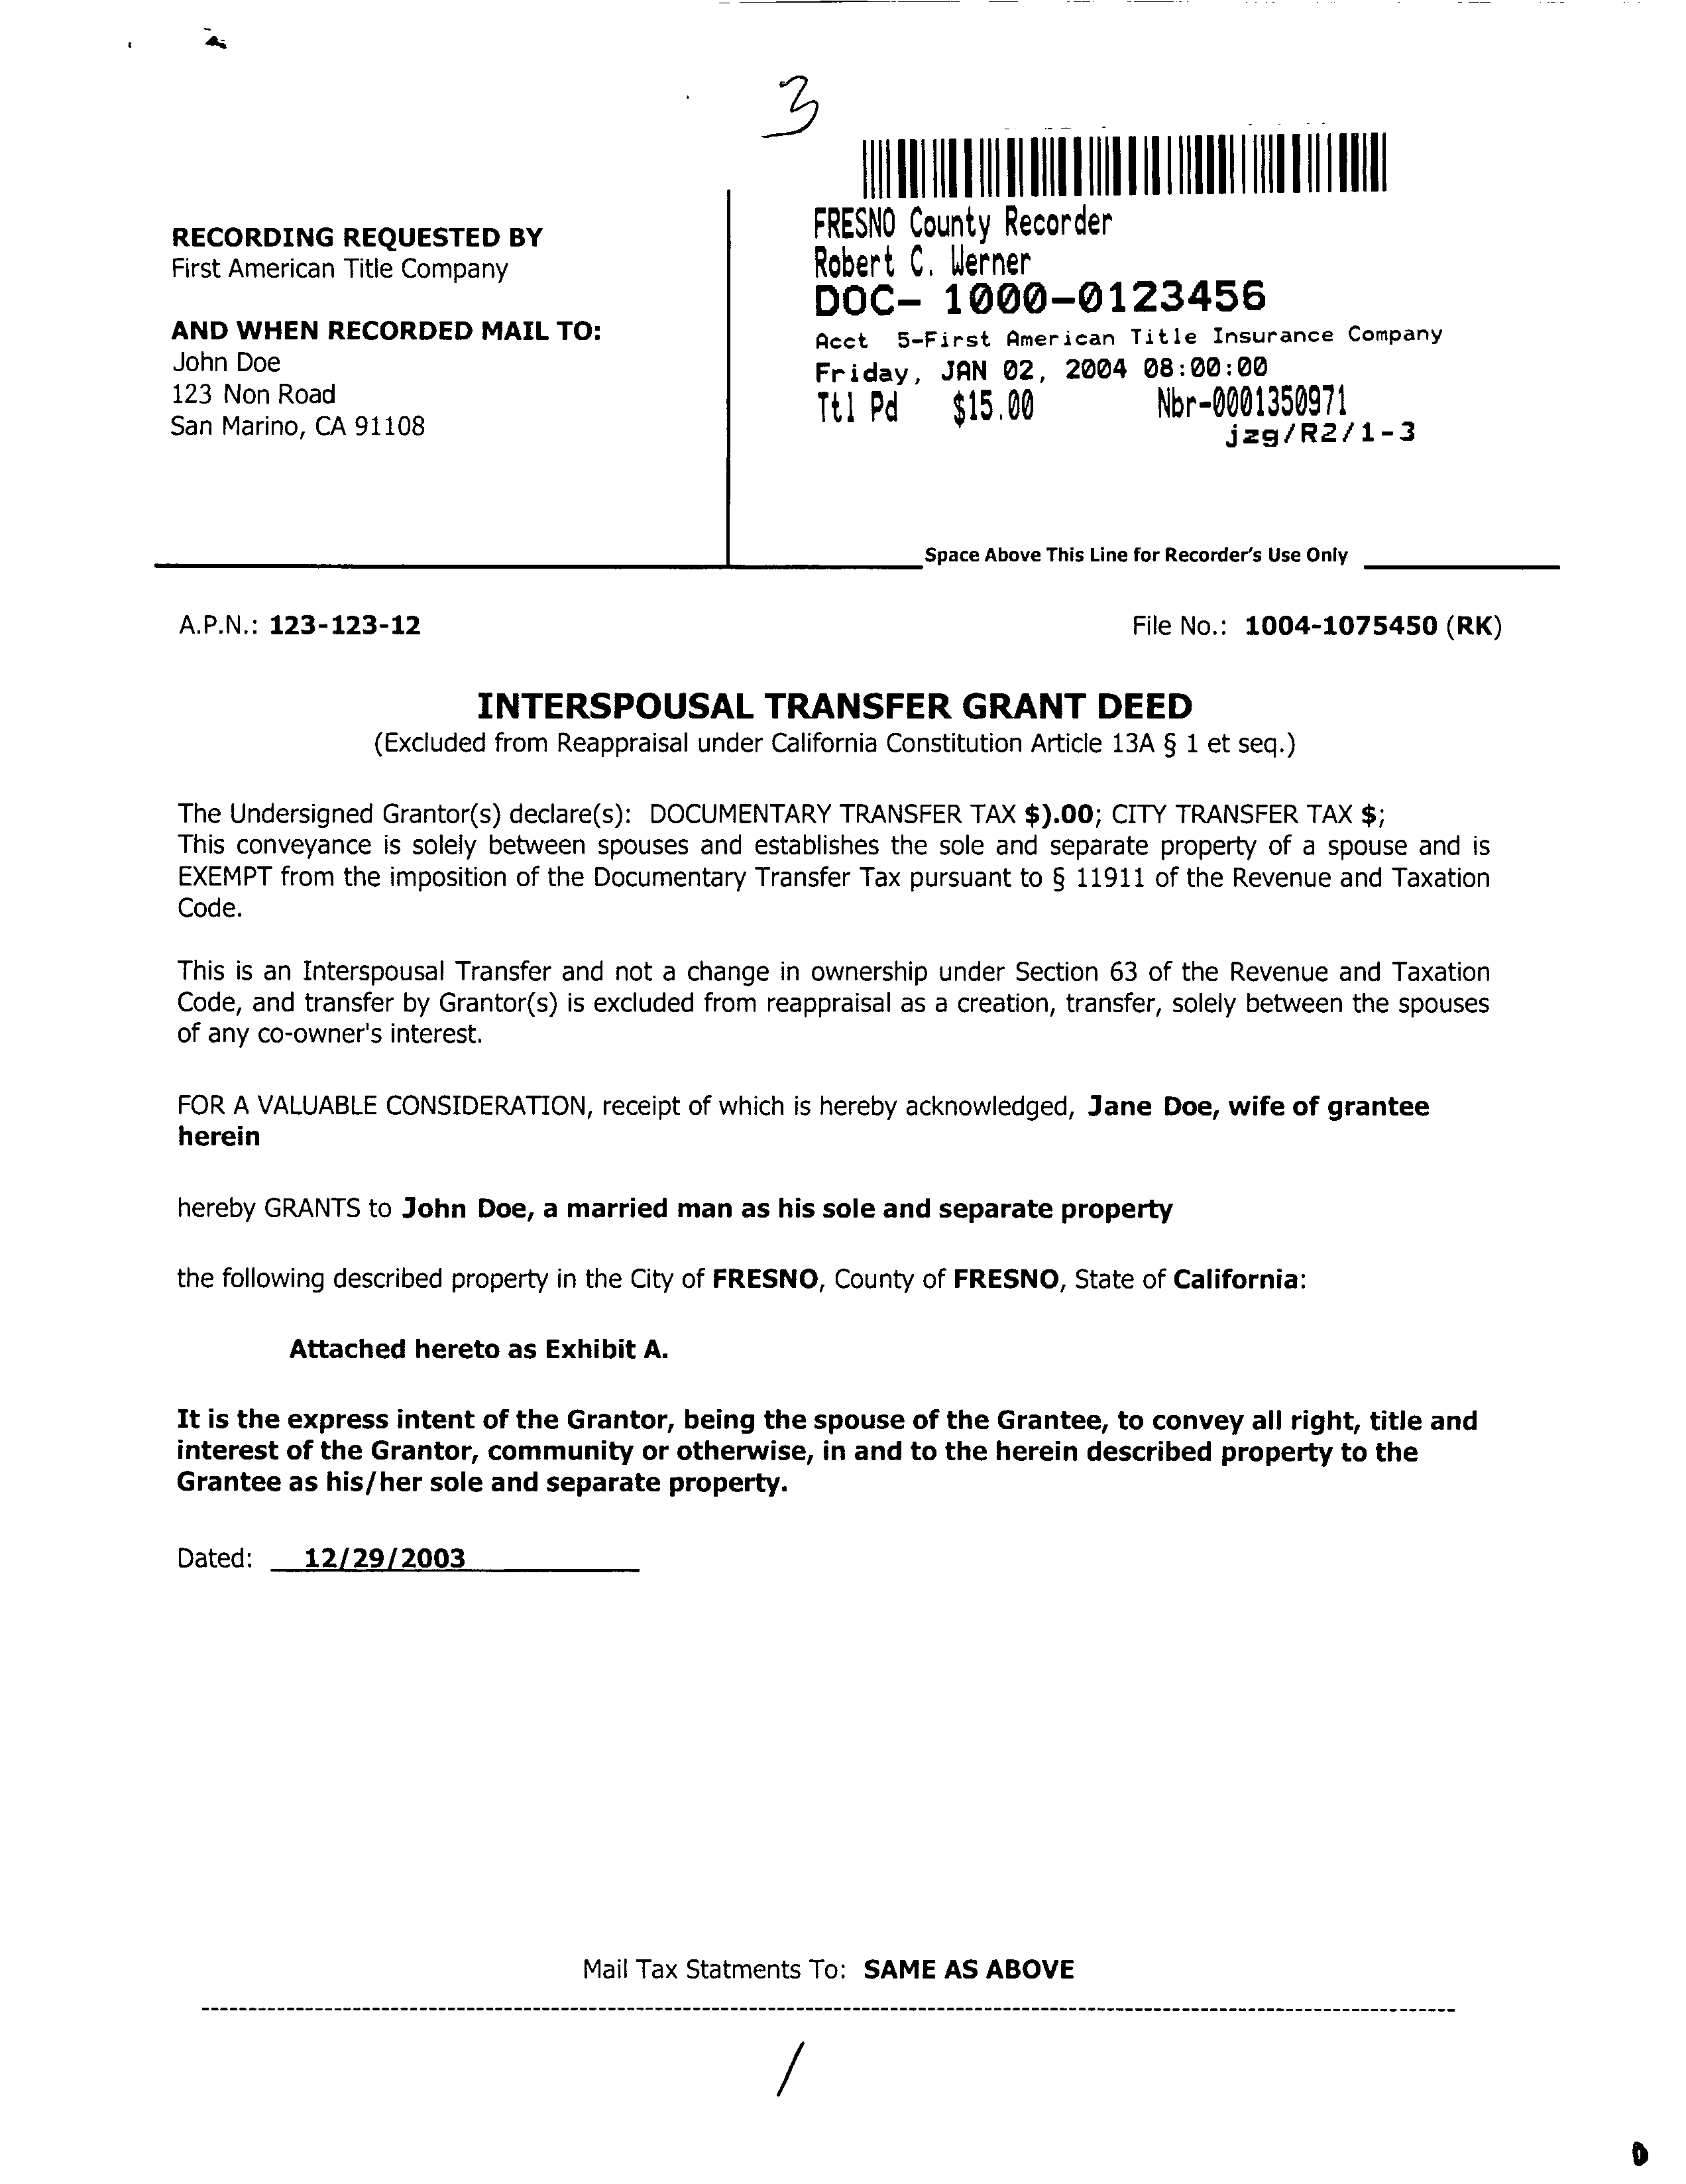 3
RECORDING REQUESTED BY
First American Title Company
AND WHEN RECORDED MAIL TO:
John Doe
123 Non Road
San Marino, CA 91108
FRESNO County Recorder
Robert C. Werner
DOC- 1000-0123456
Acct 5-First American Title Insurance Company
Friday, JAN 02, 2004 08:00:00
Ttl Pd $15.00 Nbr-0001350971
jzg/R2/1-3
Space Above This Line for Recorder's Use Only
A.P.N.: 123-123-12 File No.: 1004-1075450 (RK)
INTERSPOUSAL TRANSFER GRANT DEED
(Excluded from Reappraisal under California Constitution Article 13A § 1 et seq.)
The Undersigned Grantor(s) declare(s): DOCUMENTARY TRANSFER TAX $).00; CITY TRANSFER TAX $;
This conveyance is solely between spouses and establishes the sole and separate property of a spouse and is
EXEMPT from the imposition of the Documentary Transfer Tax pursuant to § 11911 of the Revenue and Taxation
Code.
This is an Interspousal Transfer and not a change in ownership under Section 63 of the Revenue and Taxation
Code, and transfer by Grantor(s) is excluded from reappraisal as a creation, transfer, solely between the spouses
of any co-owner's interest.
FOR A VALUABLE CONSIDERATION, receipt of which is hereby acknowledged, Jane Doe, wife of grantee
herein
hereby GRANTS to John Doe, a married man as his sole and separate property
the following described property in the City of FRESNO, County of FRESNO, State of California:
Attached hereto as Exhibit A.
It is the express intent of the Grantor, being the spouse of the Grantee, to convey all right, title and
interest of the Grantor, community or otherwise, in and to the herein described property to the
Grantee as his/her sole and separate property.
Dated: 12/29/2003
Mail Tax Statments To: SAME AS ABOVE
/